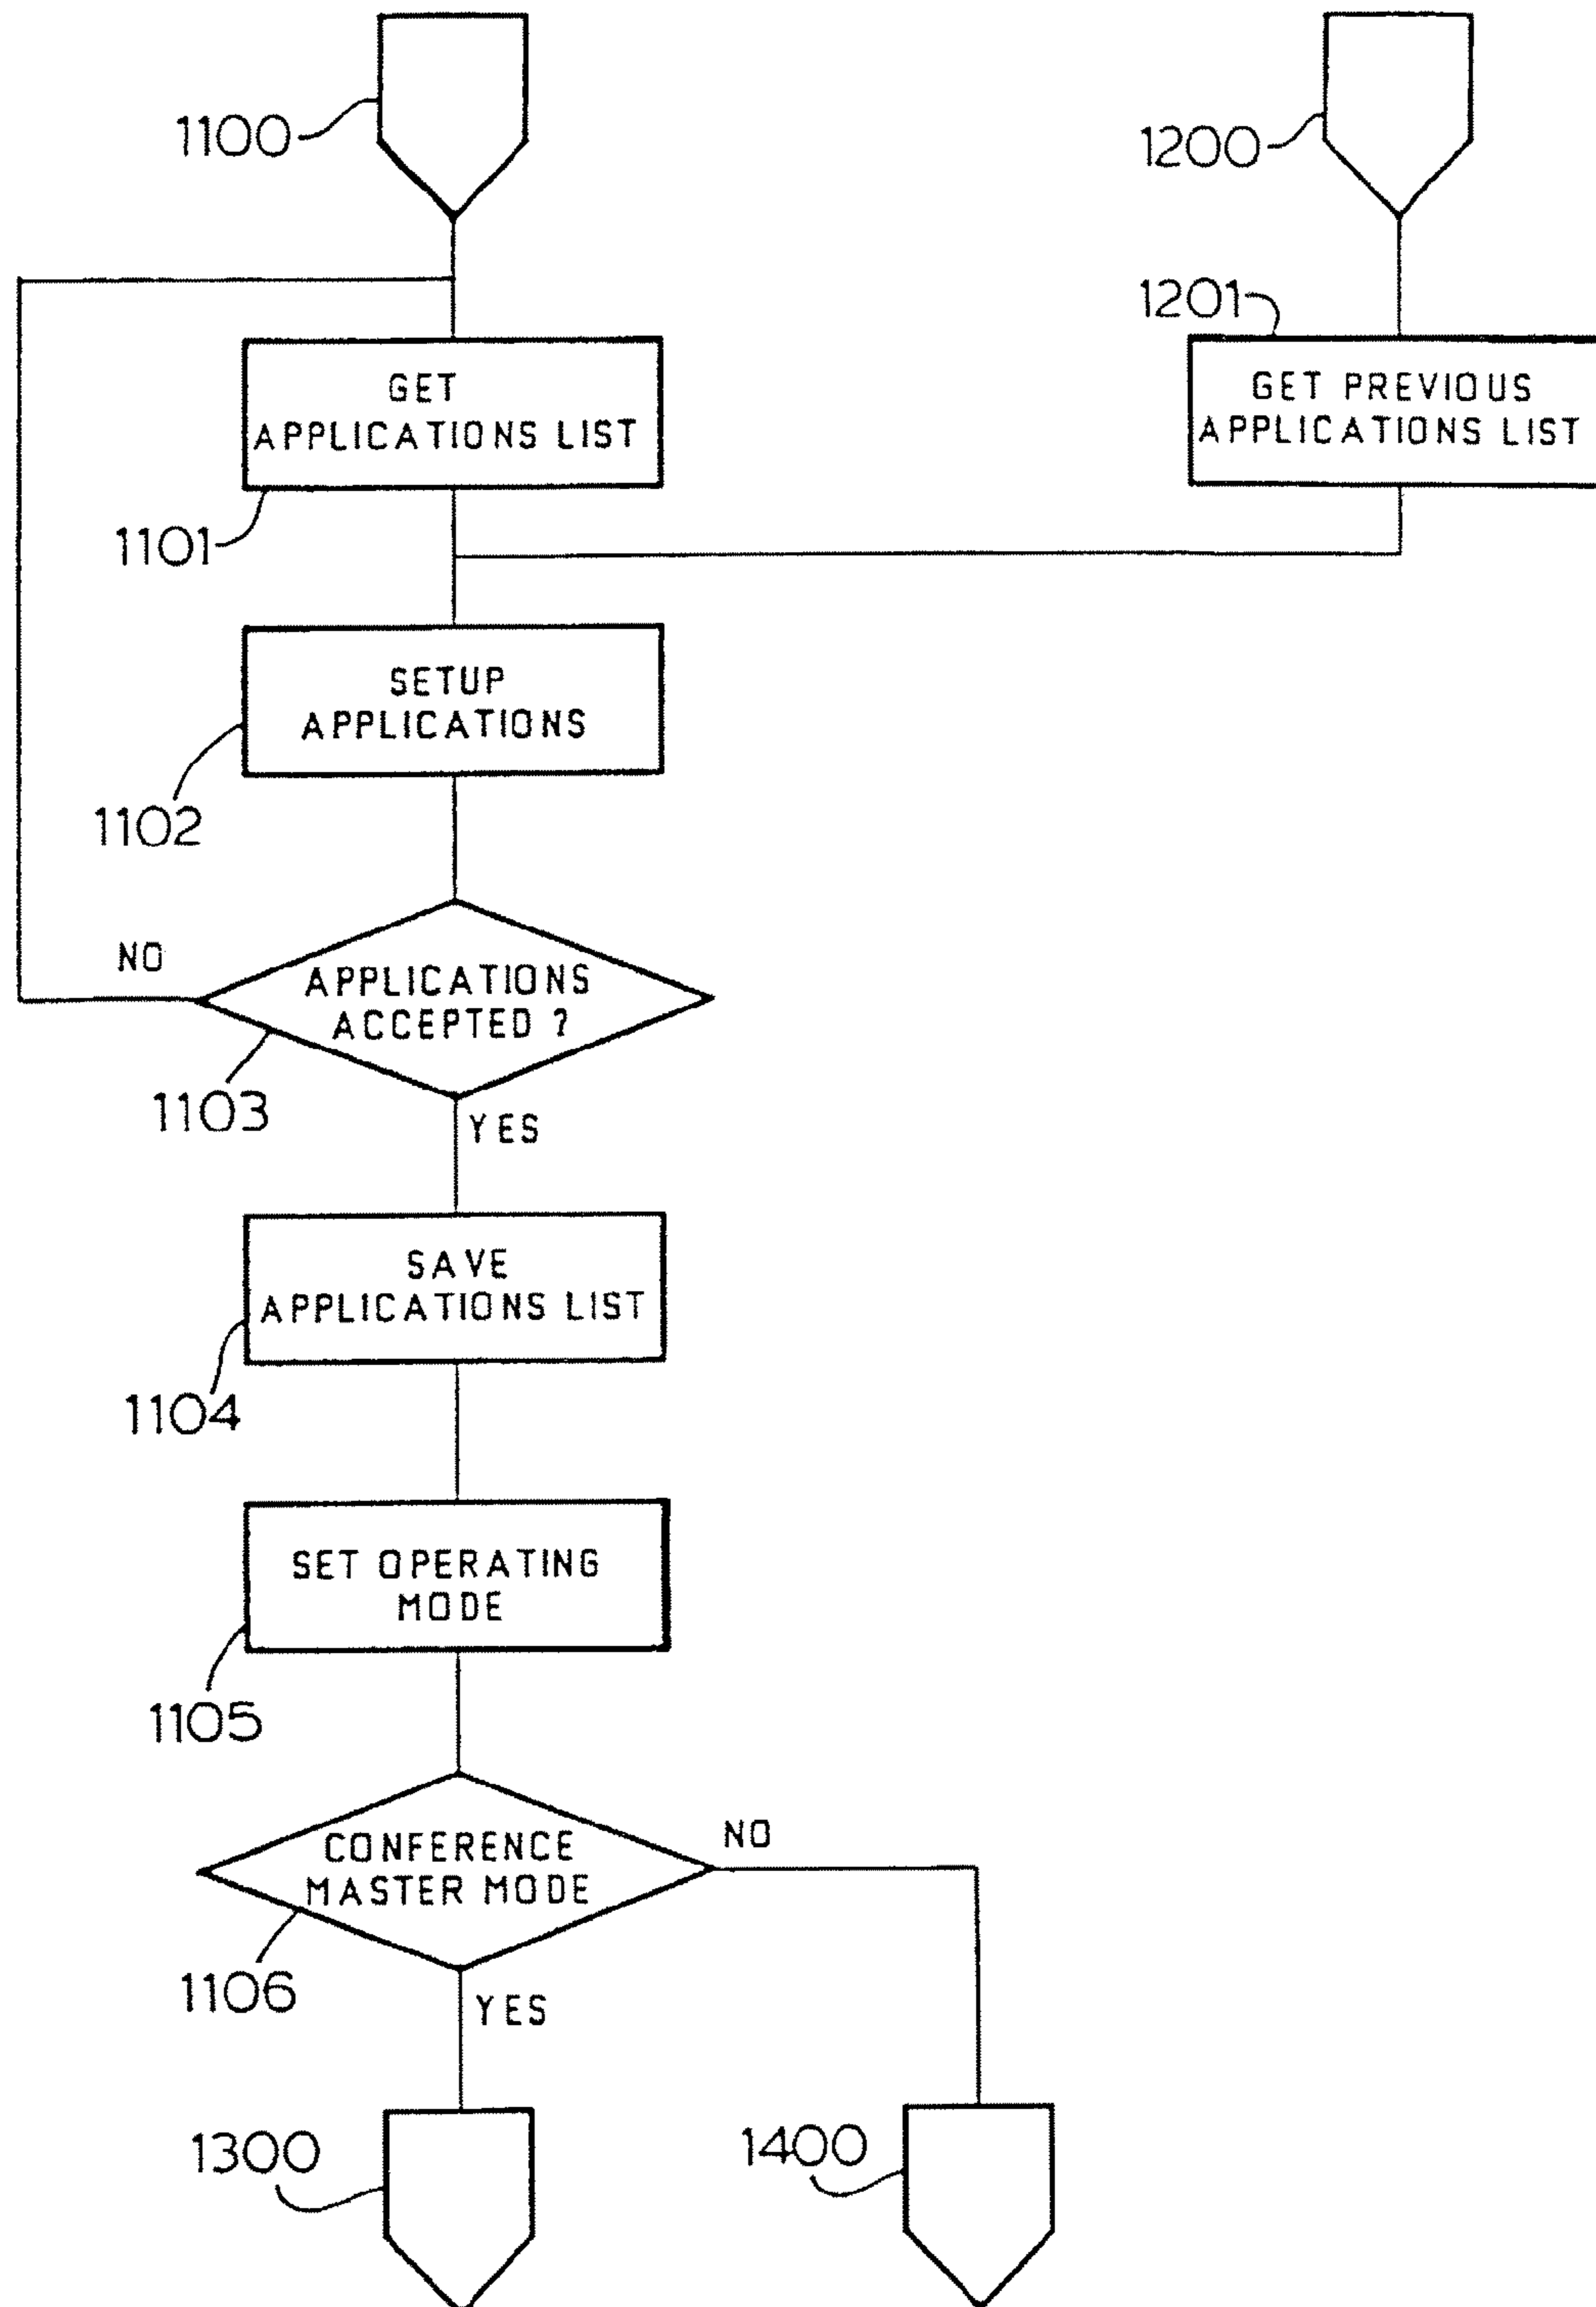 1100
1200
1201
GET
APPLICATIONS LIST
GET PREVIOUS
APPLICATIONS LIST
1101
SETUP
APPLICATIONS
1102
NO
APPLICATIONS
ACCEPTED ?
1103
YES
SAVE
APPLICATIONS LIST
1104
SET OPERATING
MODE
1105
CONFERENCE
MASTER MODE
NO
1106
YES
1300
1400